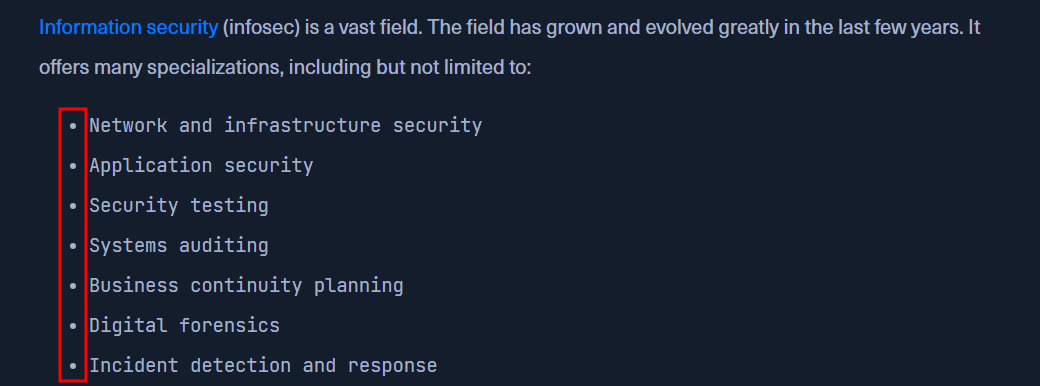 Information security (infosec) is a vast field. The field has grown and evolved greatly in the last few years. It
offers many specializations, including but not limited to:
• Network and infrastructure security
• Application security
• Security testing
• Systems auditing
• Business continuity planning
• Digital forensics
• Incident detection and response